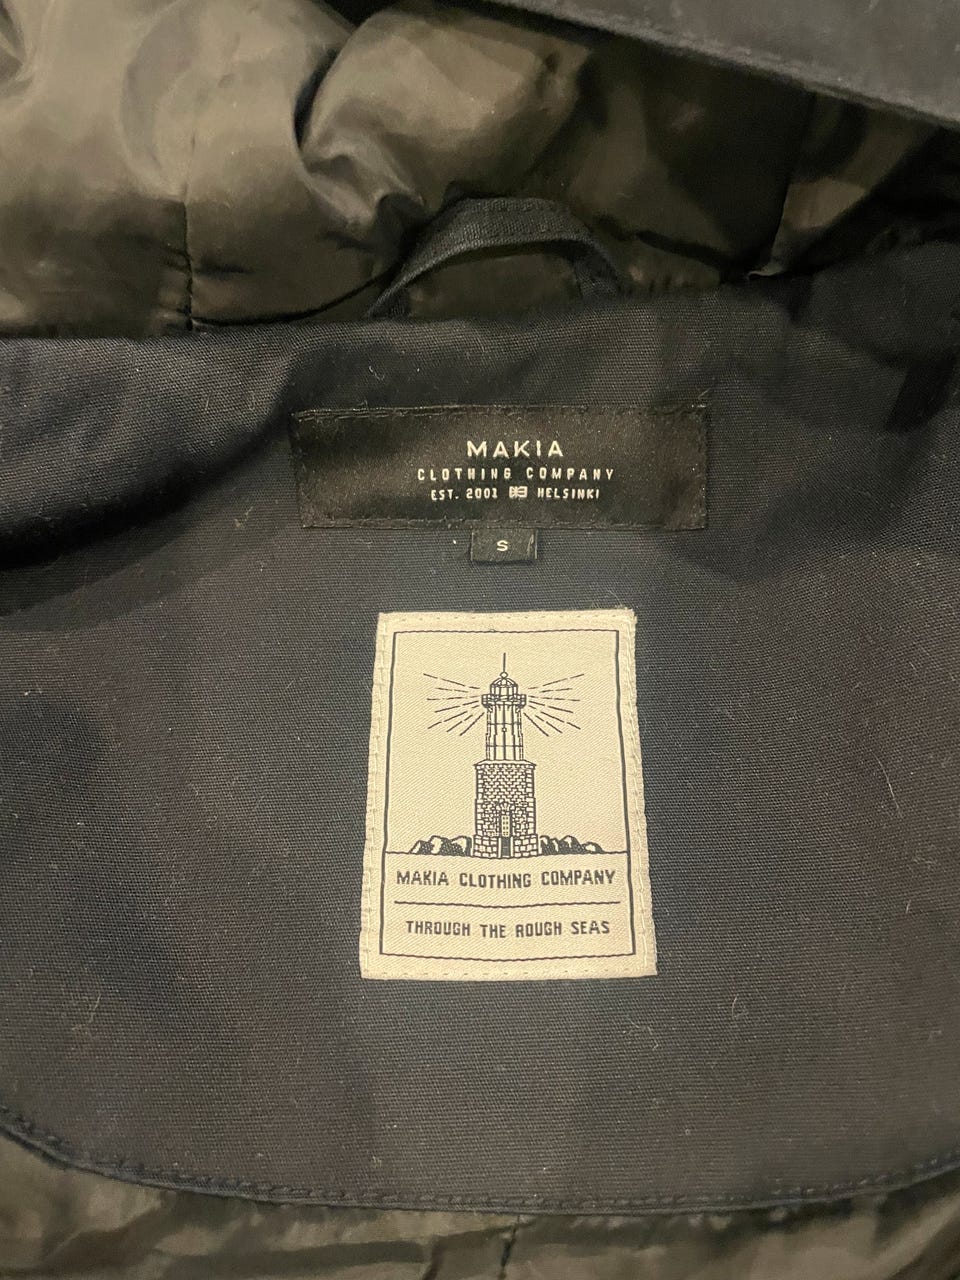 MAKIA
CLOTHING COMPANY
EST. 2001 HELSINKI
S
MAKIA CLOTHING COMPANY
THROUGH THE ROUGH SEAS